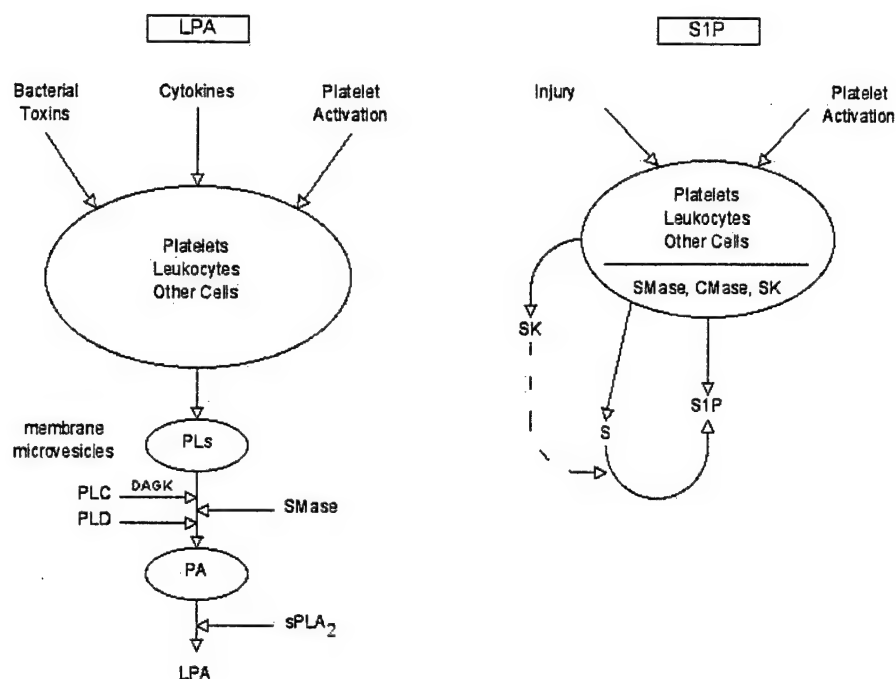 LPA
Bacterial
Toxins
Cytokines
Platelet
Activation
Platelets
Leukocytes
Other Cells
membrane
microvesicles
PLs
PLC
DAGK
PLD
SMase
PA
sPLA2
LPA
S1P
Injury
Platelet
Activation
Platelets
Leukocytes
Other Cells
SMase, CMase, SK
SK
S
S1P